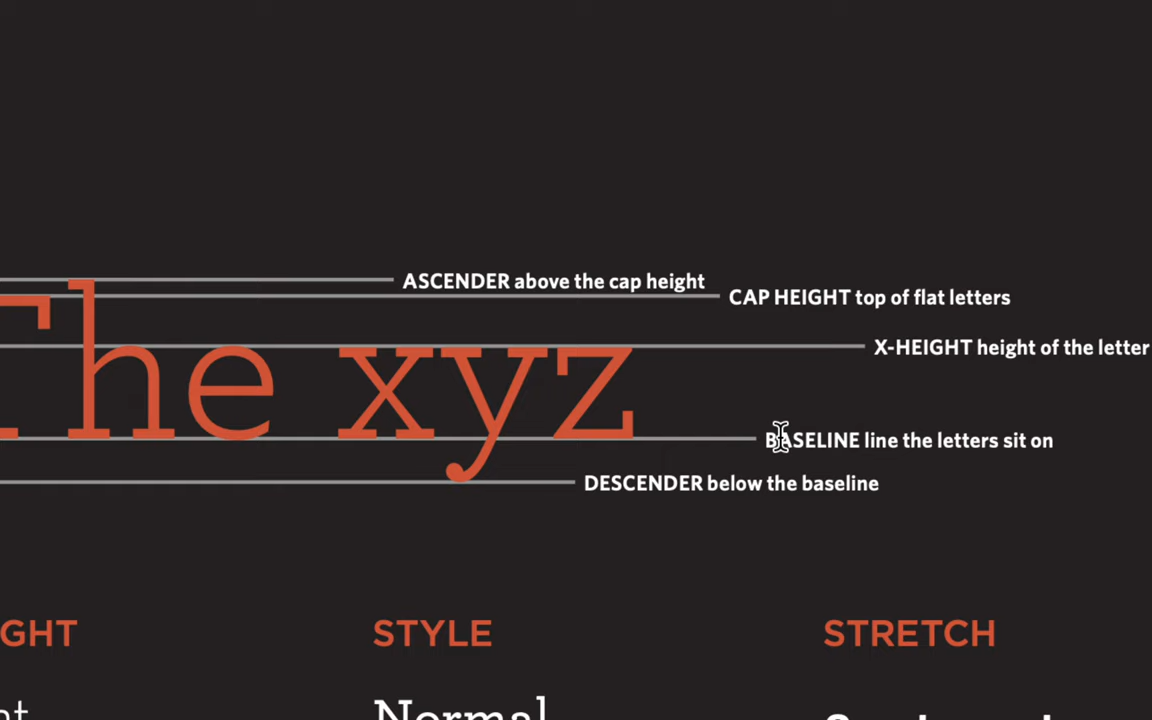 ASCENDER above the cap height
CAP HEIGHT top of flat letters
X-HEIGHT height of the letter
The xyz
BASELINE line the letters sit on
DESCENDER below the baseline
GHT
STYLE
STRETCH
Normal